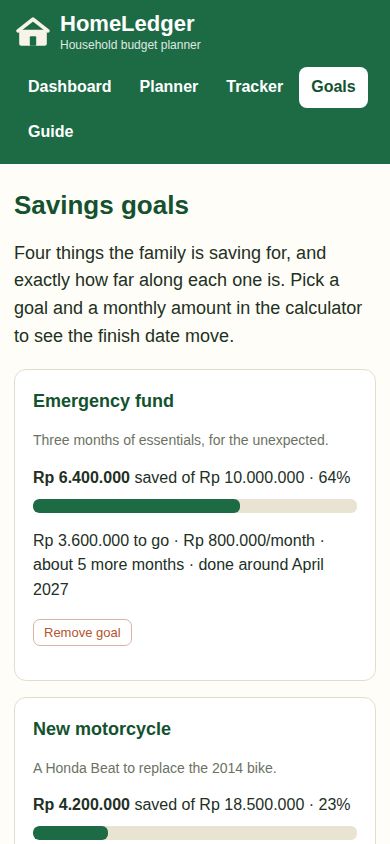 HomeLedger
Household budget planner
Dashboard Planner Tracker Goals
Guide
Savings goals
Four things the family is saving for, and
exactly how far along each one is. Pick a
goal and a monthly amount in the calculator
to see the finish date move.
Emergency fund
Three months of essentials, for the unexpected.
Rp 6.400.000 saved of Rp 10.000.000 · 64%
Rp 3.600.000 to go · Rp 800.000/month ·
about 5 more months · done around April
2027
Remove goal
New motorcycle
A Honda Beat to replace the 2014 bike.
Rp 4.200.000 saved of Rp 18.500.000 · 23%